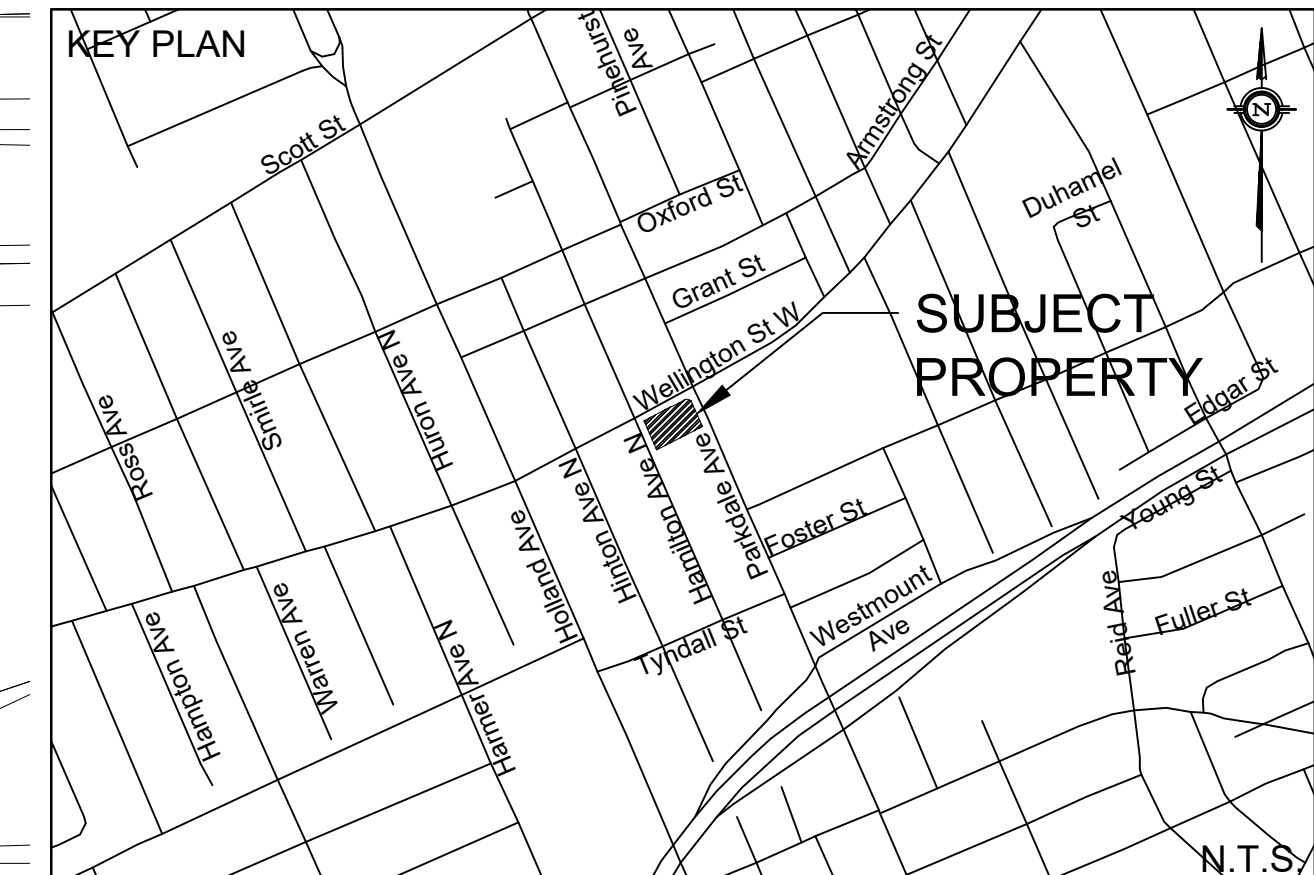 KEY PLAN
Pinehurst
Ave
Armstrong St
N
Scott St
Duhamel
St
Oxford St
Grant St
SUBJECT
PROPERTY
Wellington St W
Edgar St
Smirle Ave
Huron Ave N
Ross Ave
Hinton Ave N
Hamilton Ave N
Parkdale Ave
Holland Ave
Foster St
Young St
Westmount
Ave
Reid Ave
Fuller St
Tyndall St
Hampton Ave
Warren Ave
Harmer Ave N
N.T.S.